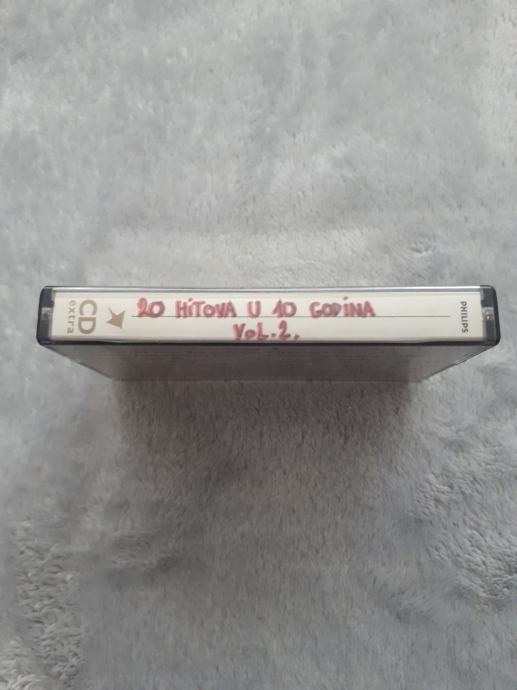 CD
extra
20 HiTOVA U 10 GODiNA
VoL.2.
PHILIPS